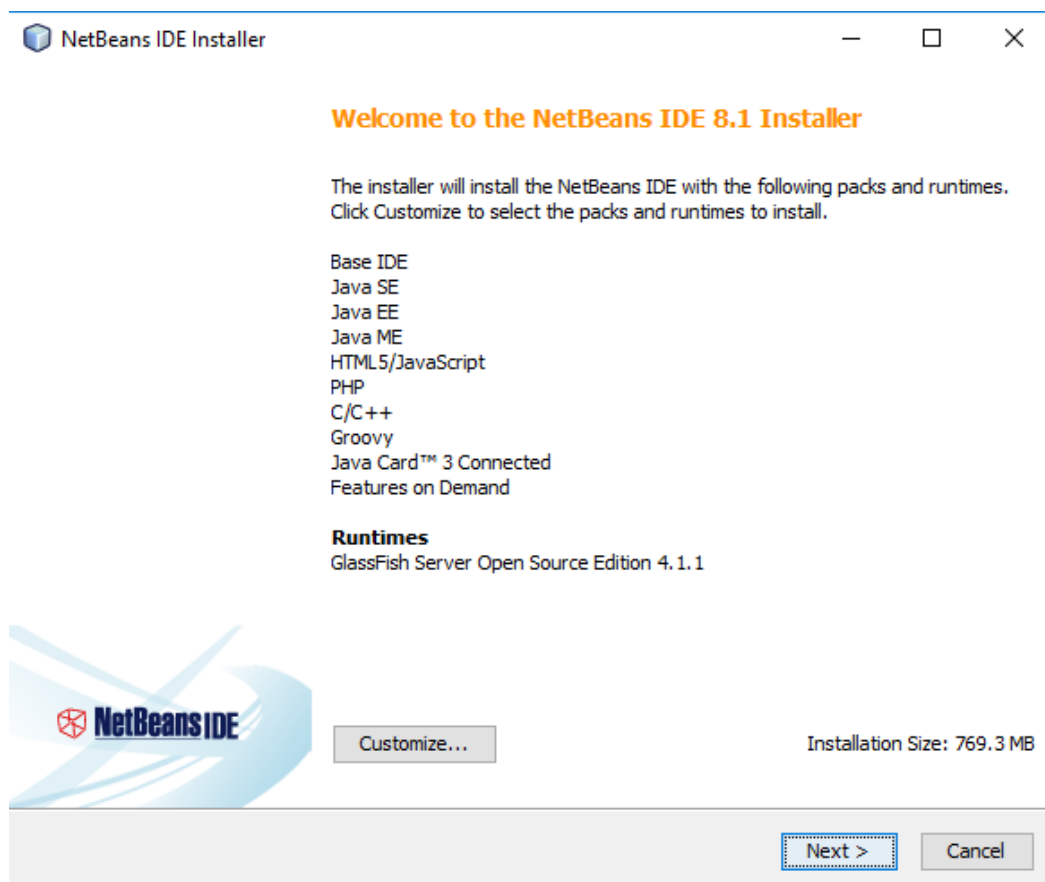 NetBeans IDE Installer
Welcome to the NetBeans IDE 8.1 Installer
The installer will install the NetBeans IDE with the following packs and runtimes.
Click Customize to select the packs and runtimes to install.
Base IDE
Java SE
Java EE
Java ME
HTML5/JavaScript
PHP
C/C++
Groovy
Java Card™ 3 Connected
Features on Demand
Runtimes
GlassFish Server Open Source Edition 4.1.1
NetBeans IDE
Customize...
Installation Size: 769.3 MB
Next >
Cancel